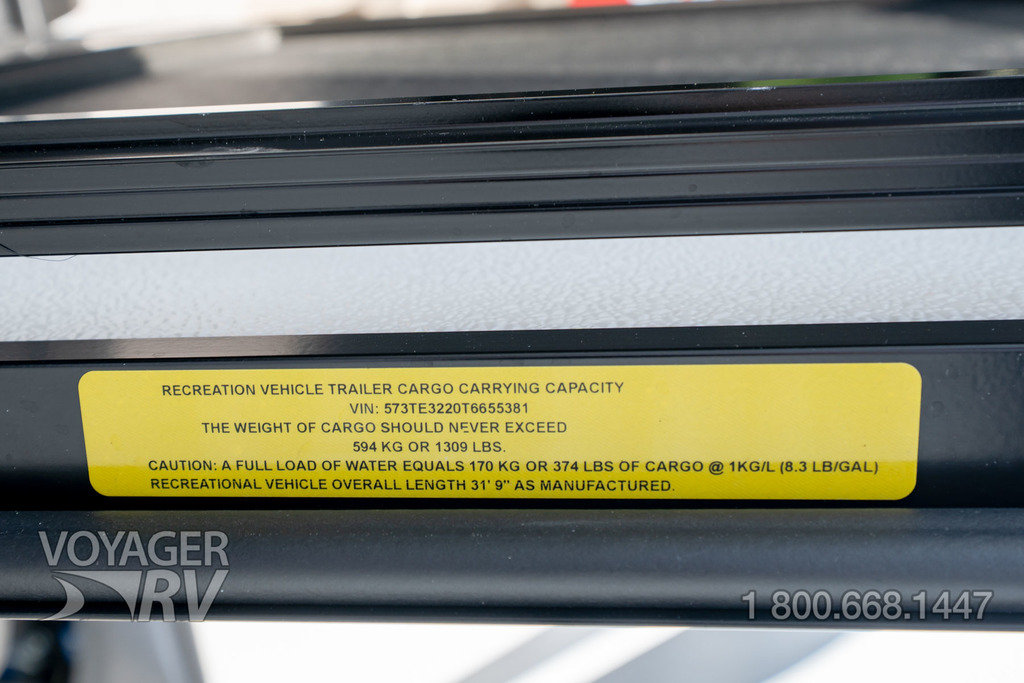 RECREATION VEHICLE TRAILER CARGO CARRYING CAPACITY
VIN: 573TE3220T6655381
THE WEIGHT OF CARGO SHOULD NEVER EXCEED
594 KG OR 1309 LBS.
CAUTION: A FULL LOAD OF WATER EQUALS 170 KG OR 374 LBS OF CARGO @ 1KG/L (8.3 LB/GAL)
RECREATIONAL VEHICLE OVERALL LENGTH 31' 9" AS MANUFACTURED.
VOYAGER
RV
1 800.668.1447